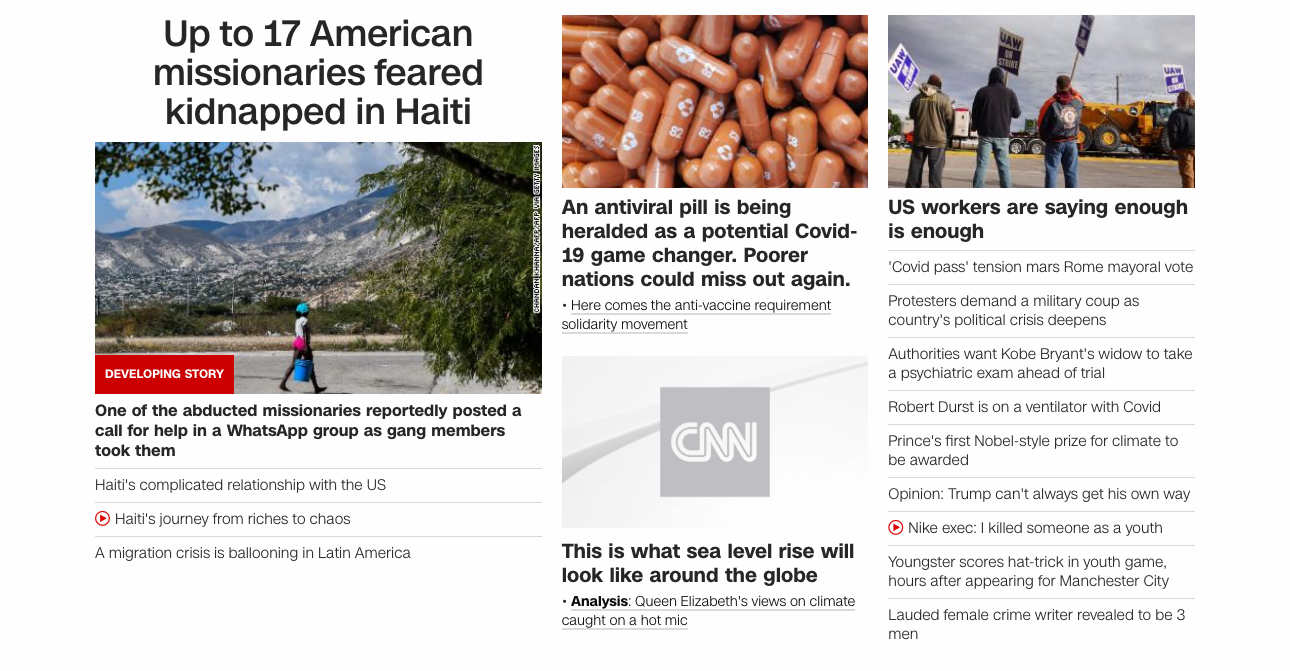 Up to 17 American
missionaries feared
kidnapped in Haiti
CHANDAN KHANNA/AFP/AFP VIA GETTY IMAGES
DEVELOPING STORY
One of the abducted missionaries reportedly posted a
call for help in a WhatsApp group as gang members
took them
Haiti's complicated relationship with the US
Haiti's journey from riches to chaos
A migration crisis is ballooning in Latin America
82
82
82
An antiviral pill is being
heralded as a potential Covid-
19 game changer. Poorer
nations could miss out again.
• Here comes the anti-vaccine requirement
solidarity movement
CNN
This is what sea level rise will
look like around the globe
• Analysis: Queen Elizabeth's views on climate
caught on a hot mic
UAW
UAW
ON
STRIKE
UAW
US workers are saying enough
is enough
'Covid pass' tension mars Rome mayoral vote
Protesters demand a military coup as
country's political crisis deepens
Authorities want Kobe Bryant's widow to take
a psychiatric exam ahead of trial
Robert Durst is on a ventilator with Covid
Prince's first Nobel-style prize for climate to
be awarded
Opinion: Trump can't always get his own way
Nike exec: I killed someone as a youth
Youngster scores hat-trick in youth game,
hours after appearing for Manchester City
Lauded female crime writer revealed to be 3
men